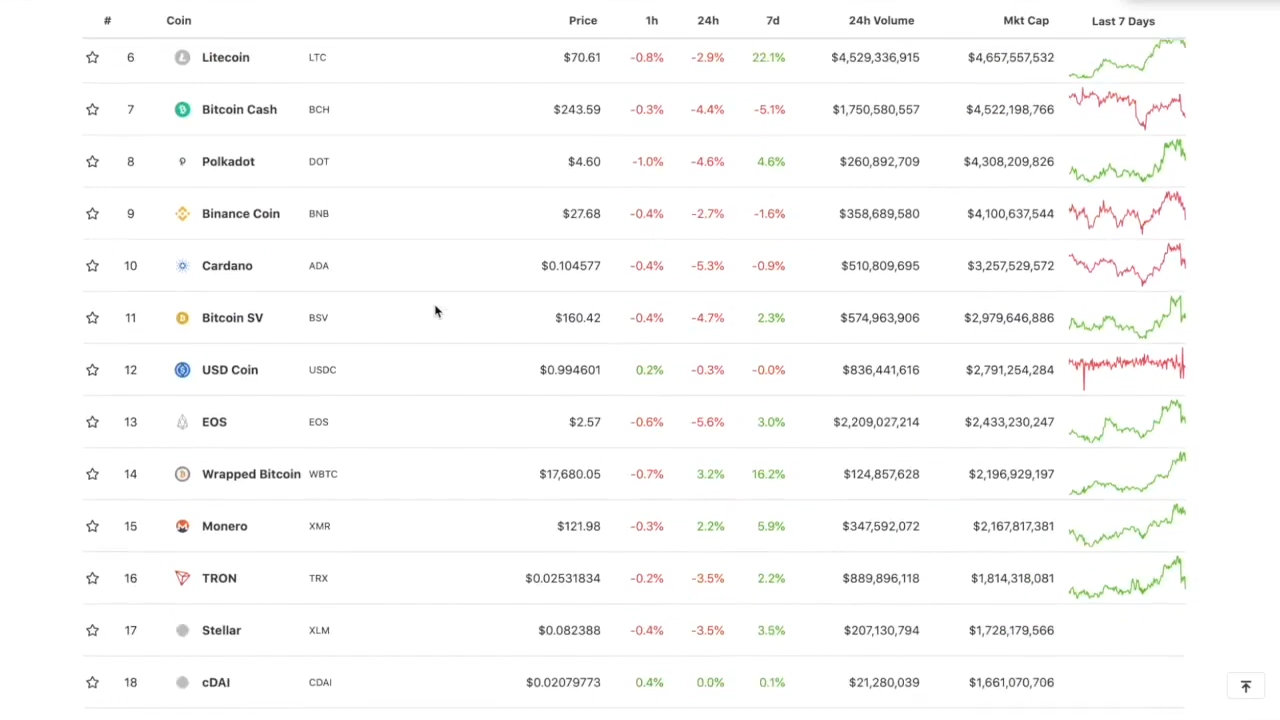 # Coin Price 1h 24h 7d 24h Volume Mkt Cap Last 7 Days
6 Litecoin LTC $70.61 -0.8% -2.9% 22.1% $4,529,336,915 $4,657,557,532
7 Bitcoin Cash BCH $243.59 -0.3% -4.4% -5.1% $1,750,580,557 $4,522,198,766
8 Polkadot DOT $4.60 -1.0% -4.6% 4.6% $260,892,709 $4,308,209,826
9 Binance Coin BNB $27.68 -0.4% -2.7% -1.6% $358,689,580 $4,100,637,544
10 Cardano ADA $0.104577 -0.4% -5.3% -0.9% $510,809,695 $3,257,529,572
11 Bitcoin SV BSV $160.42 -0.4% -4.7% 2.3% $574,963,906 $2,979,646,886
12 USD Coin USDC $0.994601 0.2% -0.3% -0.0% $836,441,616 $2,791,254,284
13 EOS EOS $2.57 -0.6% -5.6% 3.0% $2,209,027,214 $2,433,230,247
14 Wrapped Bitcoin WBTC $17,680.05 -0.7% 3.2% 16.2% $124,857,628 $2,196,929,197
15 Monero XMR $121.98 -0.3% 2.2% 5.9% $347,592,072 $2,167,817,381
16 TRON TRX $0.02531834 -0.2% -3.5% 2.2% $889,896,118 $1,814,318,081
17 Stellar XLM $0.082388 -0.4% -3.5% 3.5% $207,130,794 $1,728,179,566
18 cDAI CDAI $0.02079773 0.4% 0.0% 0.1% $21,280,039 $1,661,070,706